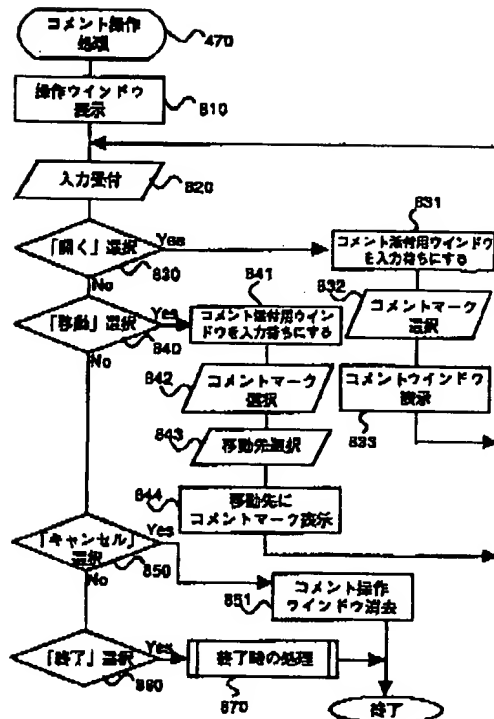 コメント操作
処理
470
操作ウインドウ
表示
810
入力受付
820
「開く」選択
Yes
830
No
831
コメント添付用ウインドウ
を入力待ちにする
832
コメントマーク
選択
コメントウインドウ
表示
833
「移動」選択
Yes
840
No
841
コメント添付用ウイン
ドウを入力待ちにする
842
コメントマーク
選択
843
移動先選択
844
移動先に
コメントマーク表示
「キャンセル」
選択
Yes
850
No
コメント操作
ウインドウ消去
851
「終了」選択
Yes
860
終了時の処理
870
終了